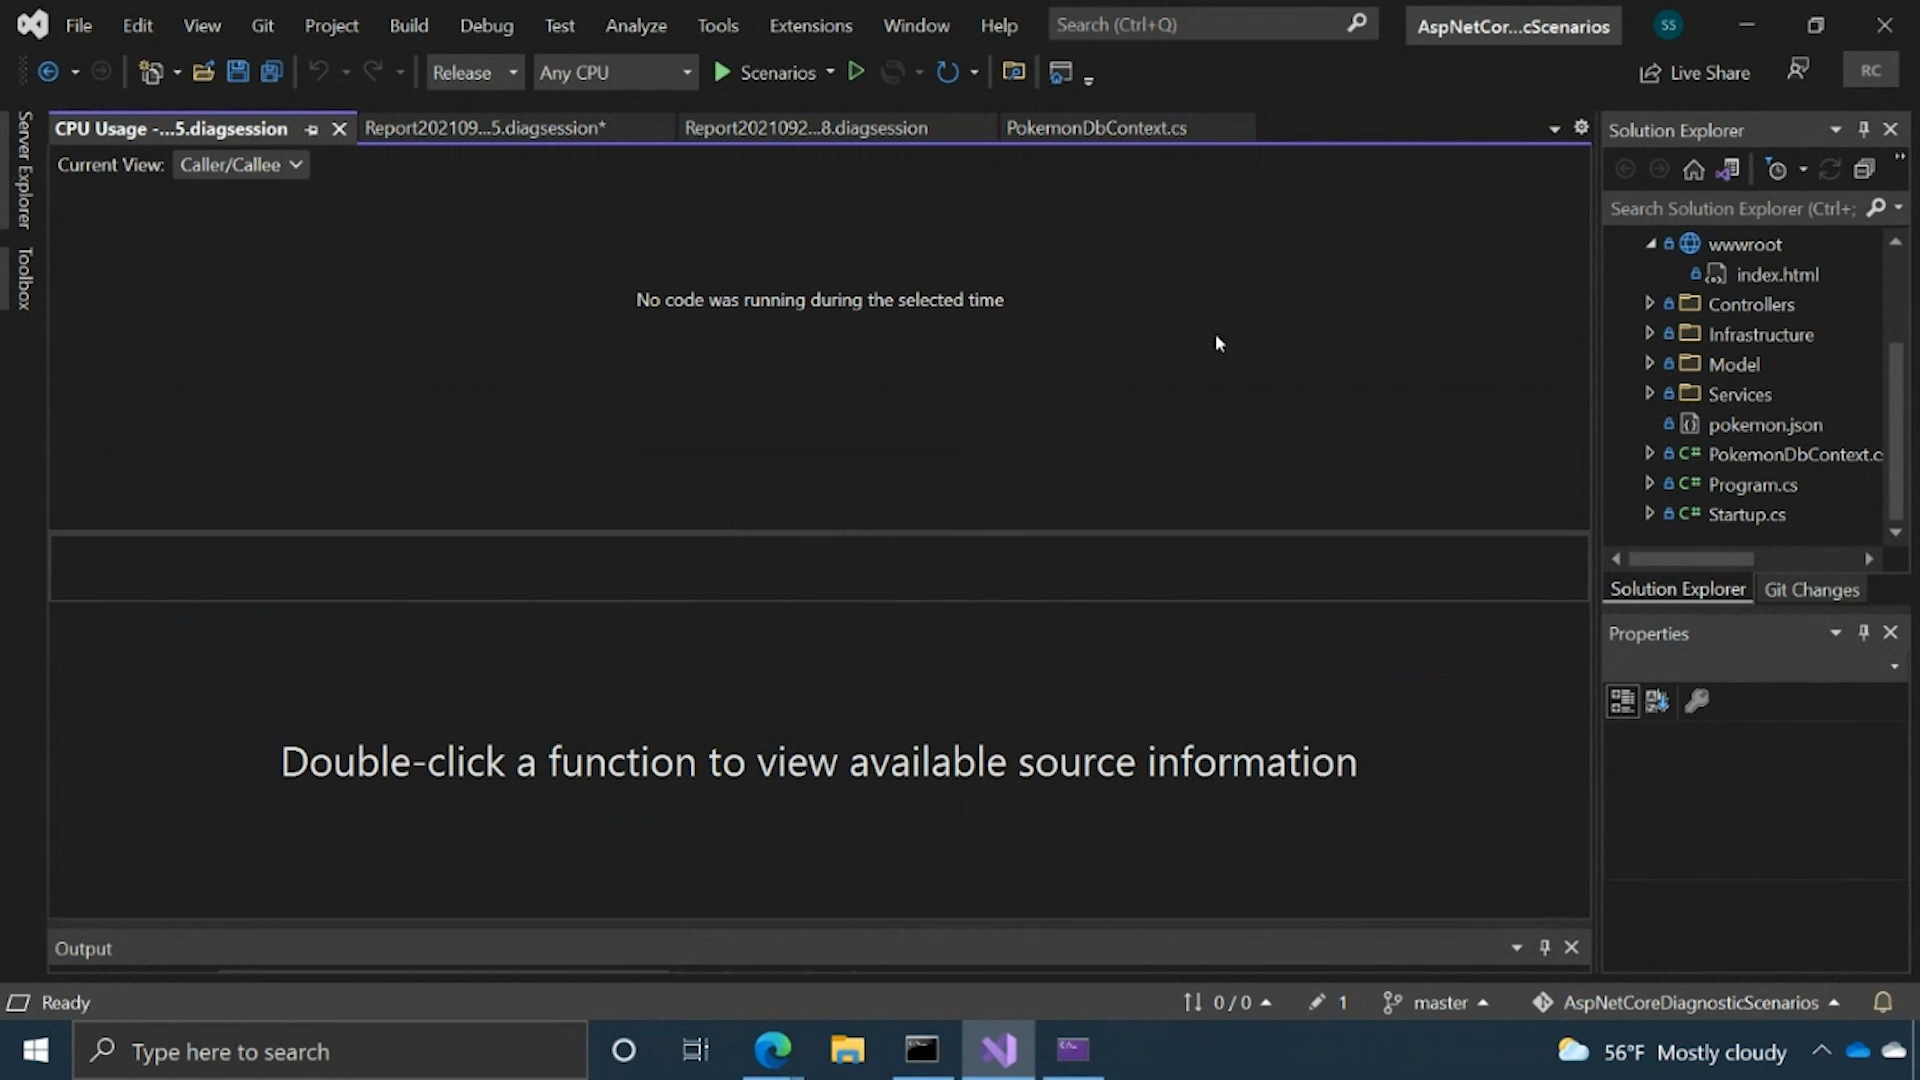 File Edit View Git Project Build Debug Test Analyze Tools Extensions Window Help Search (Ctrl+Q) AspNetCor...cScenarios SS
Release Any CPU Scenarios Live Share RC
Server Explorer
Toolbox
CPU Usage -...5.diagsession Report202109...5.diagsession* Report2021092...8.diagsession PokemonDbContext.cs
Current View: Caller/Callee
No code was running during the selected time
Double-click a function to view available source information
Output
Solution Explorer
Search Solution Explorer (Ctrl+;
wwwroot
index.html
Controllers
Infrastructure
Model
Services
pokemon.json
C# PokemonDbContext.c
C# Program.cs
C# Startup.cs
Solution Explorer Git Changes
Properties
Ready 0 / 0 1 master AspNetCoreDiagnosticScenarios
Type here to search 56°F Mostly cloudy